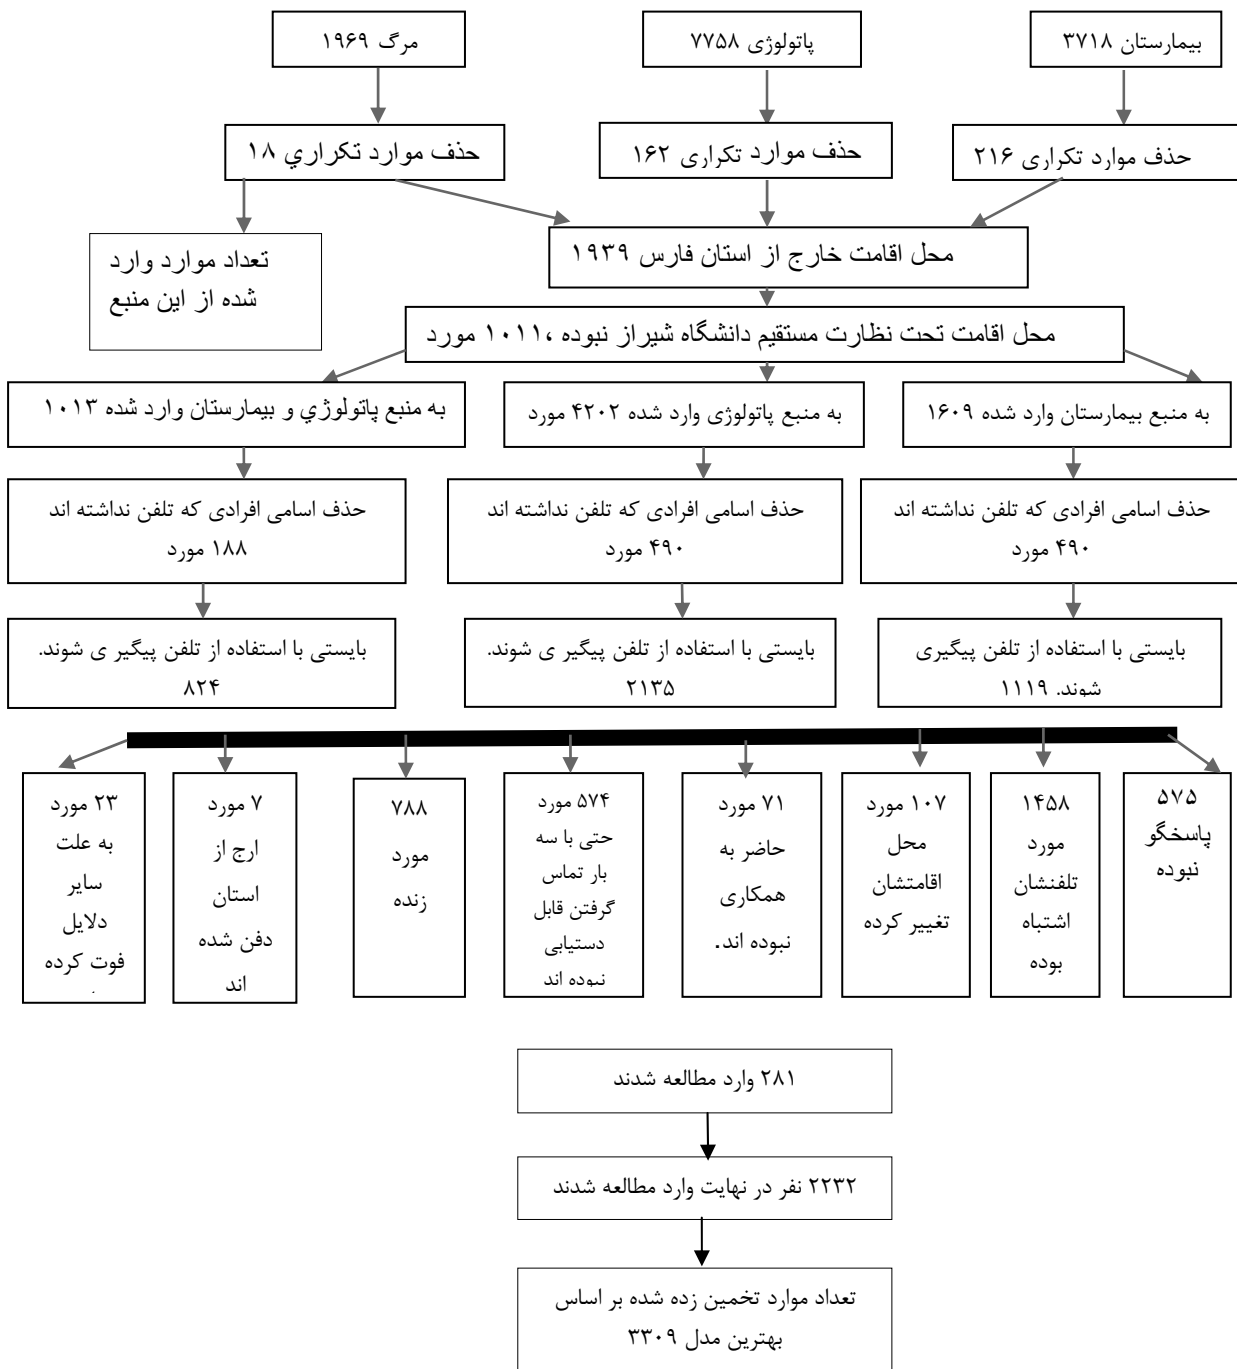 بیمارستان ۳۷۱۸
پاتولوژی ۷۷۵۸
مرگ ۱۹۶۹
حذف موارد تکراری ۲۱۶
حذف موارد تکراری ۱۶۲
حذف موارد تکراري ۱۸
محل اقامت خارج از استان فارس ۱۹۳۹
تعداد موارد وارد
شده از این منبع
محل اقامت تحت نظارت مستقیم دانشگاه شیراز نبوده ،۱۰۱۱ مورد
به منبع بیمارستان وارد شده ۱۶۰۹
به منبع پاتولوژی وارد شده ۴۲۰۲ مورد
به منبع پاتولوژي و بیمارستان وارد شده ۱۰۱۳
حذف اسامی افرادی که تلفن نداشته اند
۴۹۰ مورد
حذف اسامی افرادی که تلفن نداشته اند
۴۹۰ مورد
حذف اسامی افرادی که تلفن نداشته اند
۱۸۸ مورد
بایستی با استفاده از تلفن پیگیری
شوند. ۱۱۱۹
بایستی با استفاده از تلفن پیگیر ی شوند.
۲۱۳۵
بایستی با استفاده از تلفن پیگیر ی شوند.
۸۲۴
۵۷۵
پاسخگو
نبوده
۱۴۵۸
مورد
تلفنشان
اشتباه
بوده
۱۰۷ مورد
محل
اقامتشان
تغییر کرده
۷۱ مورد
حاضر به
همکاری
نبوده اند.
۵۷۴ مورد
حتی با سه
بار تماس
گرفتن قابل
دستیابی
نبوده اند
۷۸۸
مورد
زنده
۷ مورد
ارج از
استان
دفن شده
اند
۲۳ مورد
به علت
سایر
دلایل
فوت کرده
۲۸۱ وارد مطالعه شدند
۲۲۳۲ نفر در نهایت وارد مطالعه شدند
تعداد موارد تخمین زده شده بر اساس
بهترین مدل ۳۳۰۹